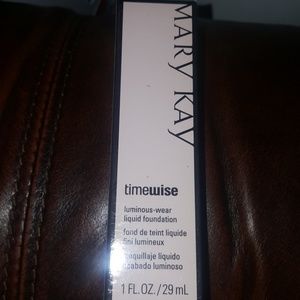 MARY KAY
timewise
luminous-wear
liquid foundation
fond de teint liquide
fini lumineux
maquillaje líquido
acabado luminoso
1 FL. OZ. / 29 mL